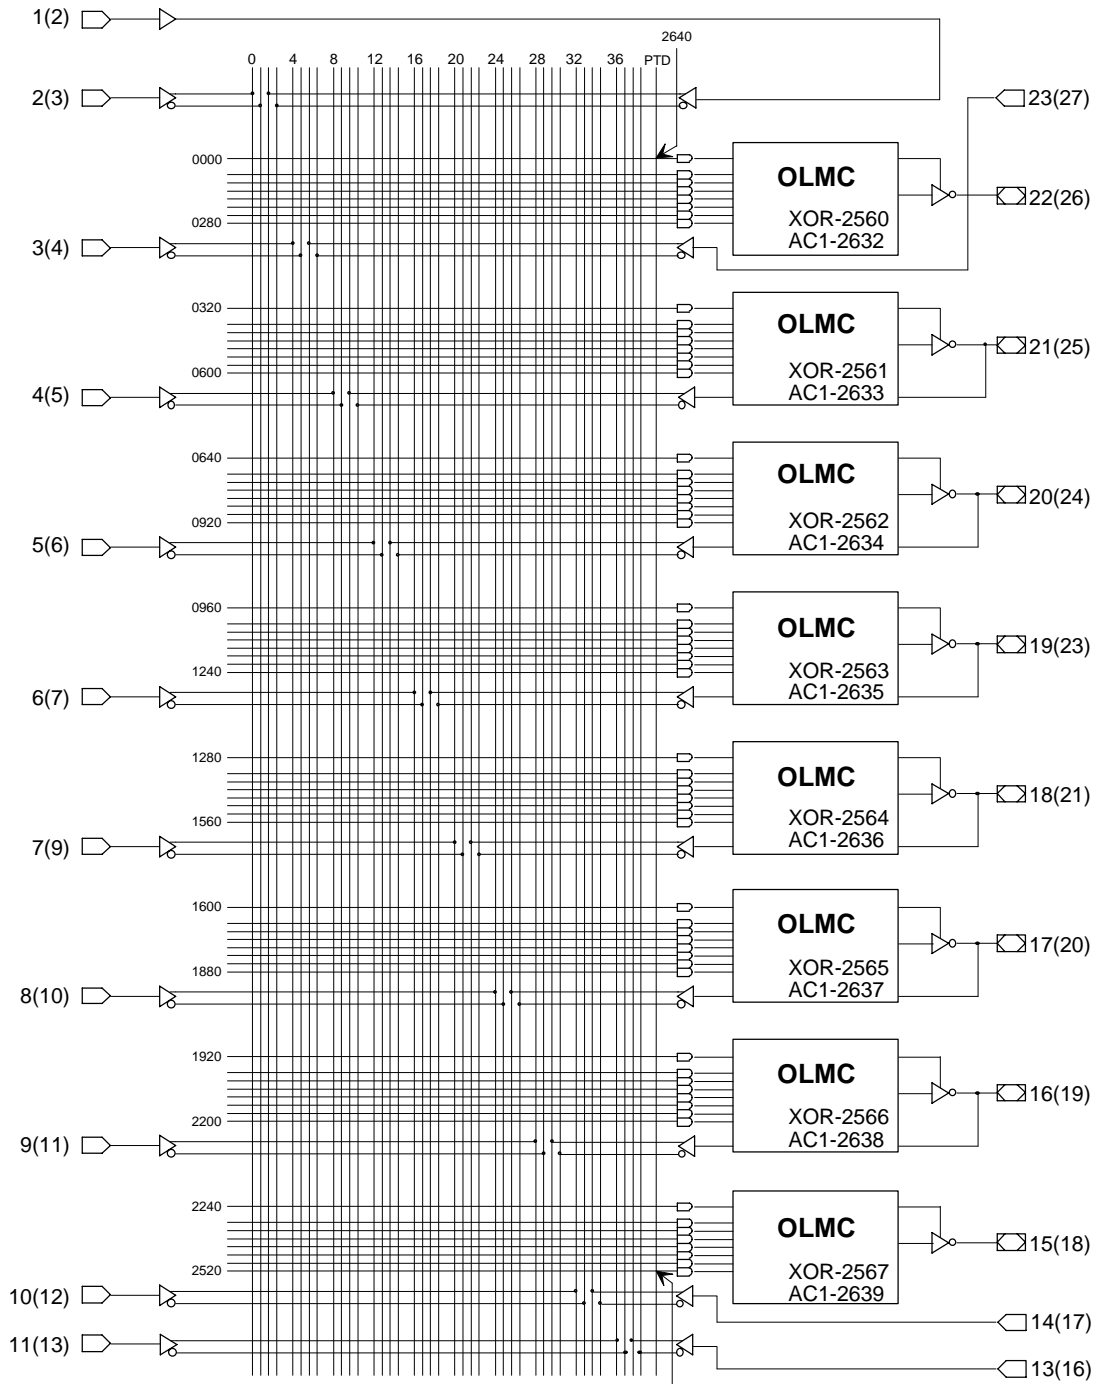 1(2)
2640
0 4 8 12 16 20 24 28 32 36 PTD
2(3)
23(27)
0000
OLMC
XOR-2560
22(26)
0280
AC1-2632
3(4)
0320
OLMC
21(25)
XOR-2561
0600
AC1-2633
4(5)
0640
OLMC
20(24)
XOR-2562
0920
AC1-2634
5(6)
0960
OLMC
19(23)
XOR-2563
1240
AC1-2635
6(7)
1280
OLMC
18(21)
XOR-2564
1560
AC1-2636
7(9)
1600
OLMC
17(20)
XOR-2565
1880
AC1-2637
8(10)
1920
OLMC
16(19)
XOR-2566
2200
AC1-2638
9(11)
2240
OLMC
15(18)
XOR-2567
2520
AC1-2639
10(12)
14(17)
11(13)
13(16)